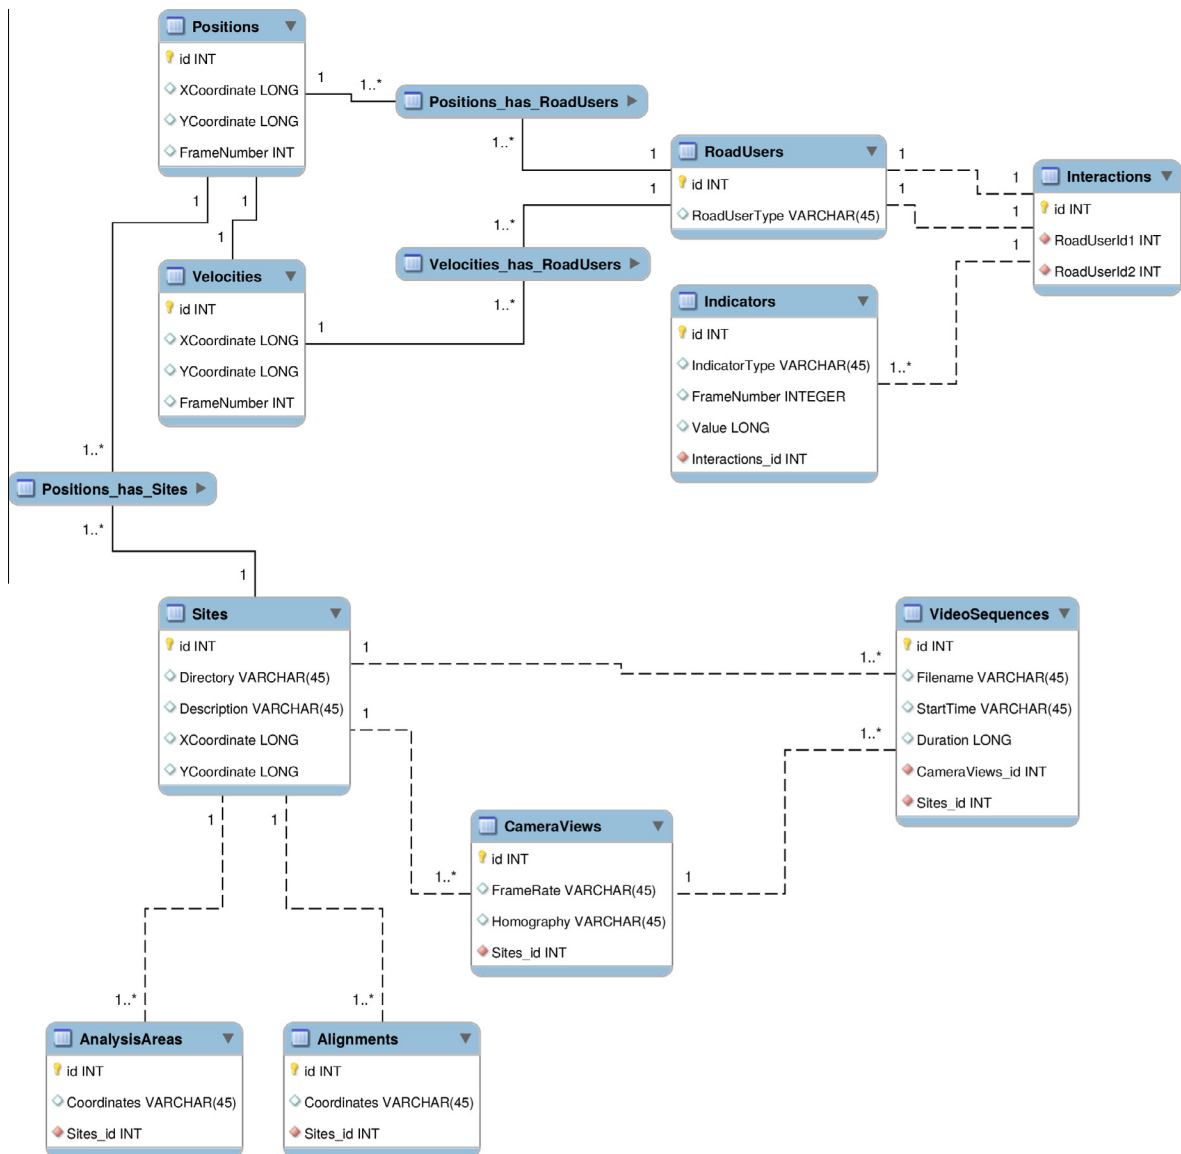 Positions
id INT
XCoordinate LONG
YCoordinate LONG
FrameNumber INT
1
1..*
Positions_has_RoadUsers
1..*
1
RoadUsers
id INT
RoadUserType VARCHAR(45)
1
1
1
1
1
1
Interactions
id INT
RoadUserId1 INT
RoadUserId2 INT
1
1
1
Velocities
id INT
XCoordinate LONG
YCoordinate LONG
FrameNumber INT
1..*
Velocities_has_RoadUsers
1..*
1
Indicators
id INT
IndicatorType VARCHAR(45)
FrameNumber INTEGER
Value LONG
Interactions_id INT
1..*
1..*
Positions_has_Sites
1..*
1
Sites
id INT
Directory VARCHAR(45)
Description VARCHAR(45)
XCoordinate LONG
YCoordinate LONG
1
1..*
1
1..*
VideoSequences
id INT
Filename VARCHAR(45)
StartTime VARCHAR(45)
Duration LONG
CameraViews_id INT
Sites_id INT
1
1
CameraViews
id INT
FrameRate VARCHAR(45)
Homography VARCHAR(45)
Sites_id INT
1..*
1
1..*
1..*
AnalysisAreas
id INT
Coordinates VARCHAR(45)
Sites_id INT
Alignments
id INT
Coordinates VARCHAR(45)
Sites_id INT